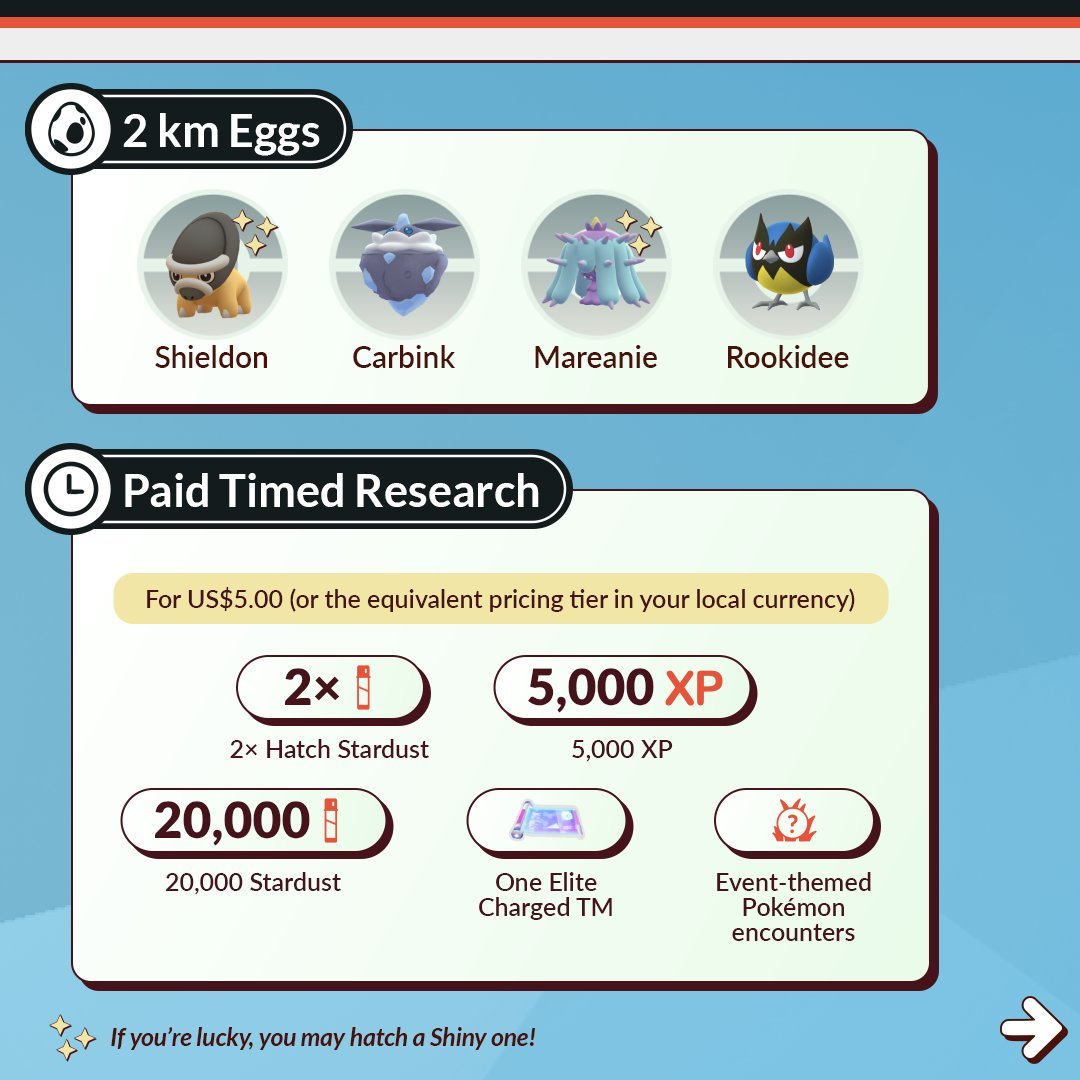 2 km Eggs
Shieldon
Carbink
Mareanie
Rookidee
Paid Timed Research
For US$5.00 (or the equivalent pricing tier in your local currency)
2×
5,000 XP
2× Hatch Stardust
5,000 XP
20,000
?
20,000 Stardust
One Elite
Charged TM
Event-themed
Pokémon
encounters
If you're lucky, you may hatch a Shiny one!